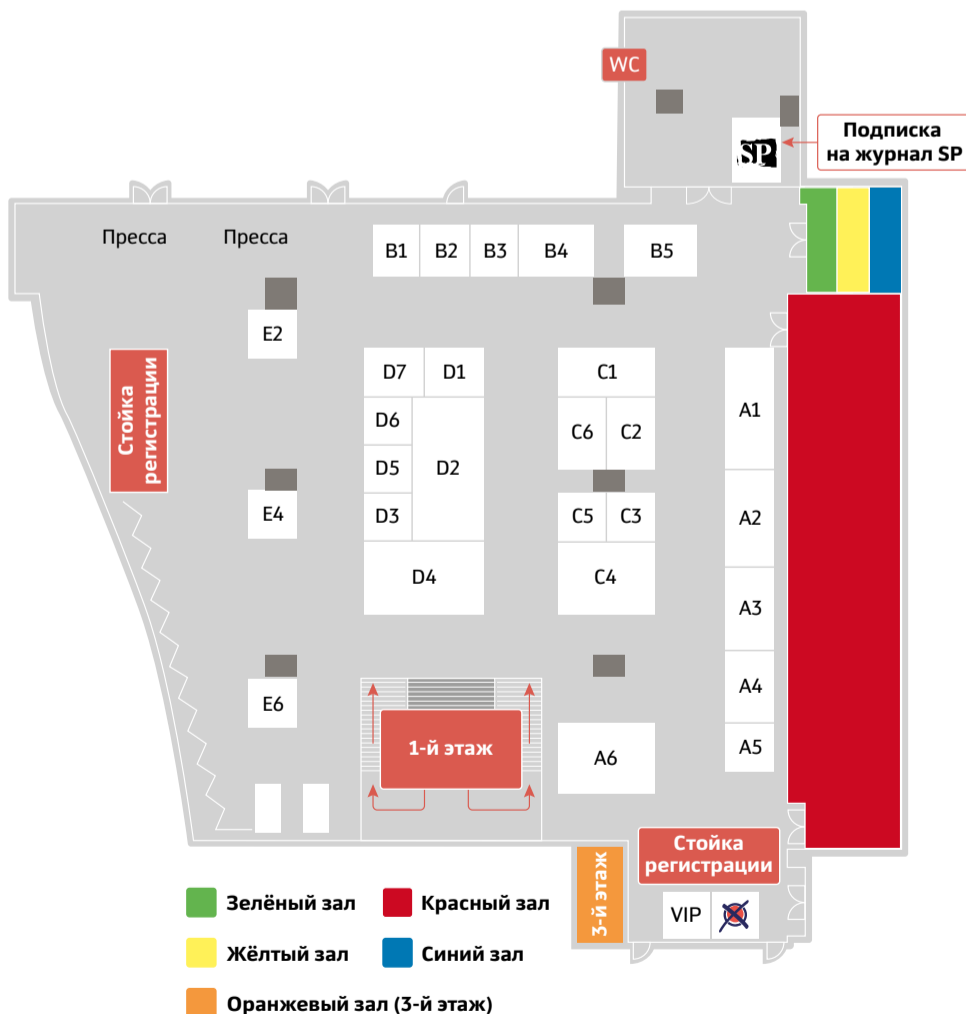 WC
SP
Подписка
на журнал SP
Пресса
Пресса
B1
B2
B3
B4
B5
E2
Стойка
регистрации
D7
D1
C1
A1
D6
C6
C2
D5
D2
E4
D3
C5
C3
A2
D4
C4
A3
A4
E6
1-й этаж
A6
A5
Стойка
регистрации
3-й этаж
VIP
Зелёный зал
Красный зал
Жёлтый зал
Синий зал
Оранжевый зал (3-й этаж)